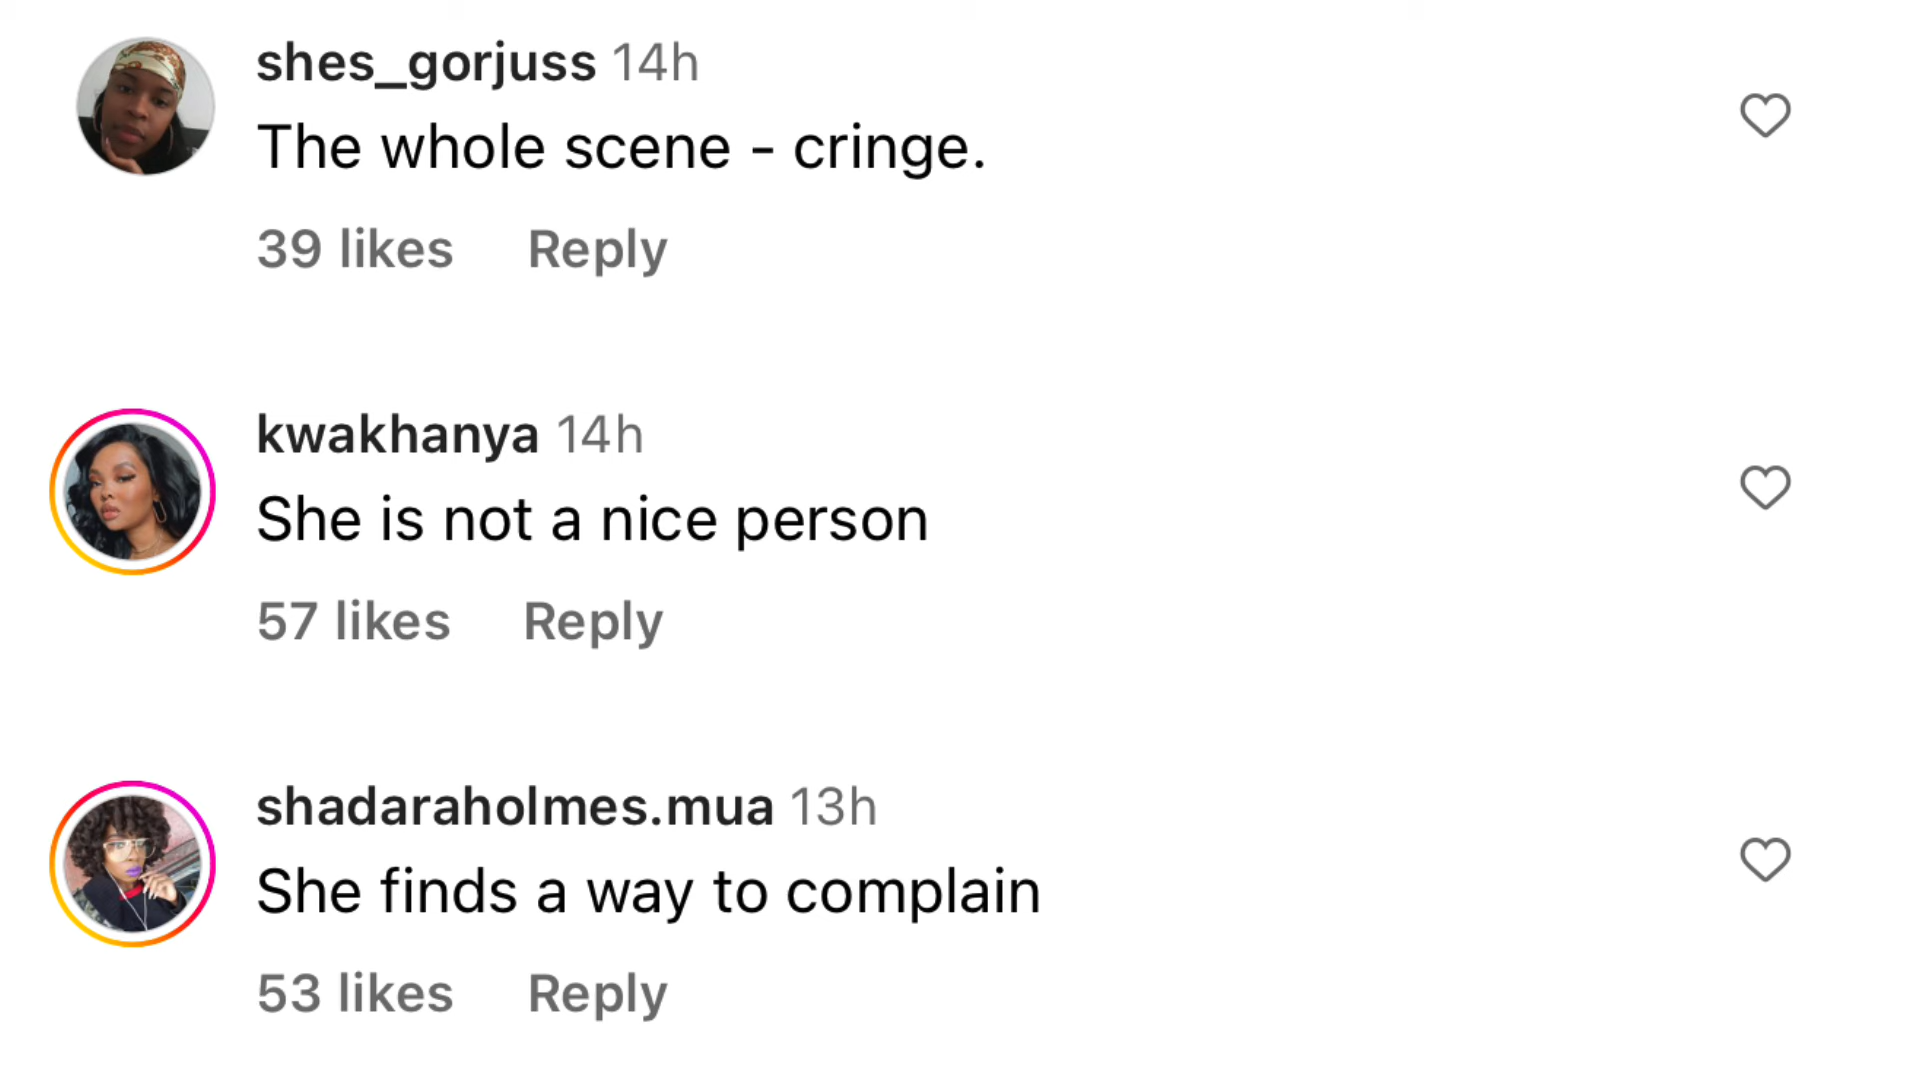 shes_gorjuss 14h
The whole scene - cringe.
39 likes Reply
kwakhanya 14h
She is not a nice person
57 likes Reply
shadaraholmes.mua 13h
She finds a way to complain
53 likes Reply